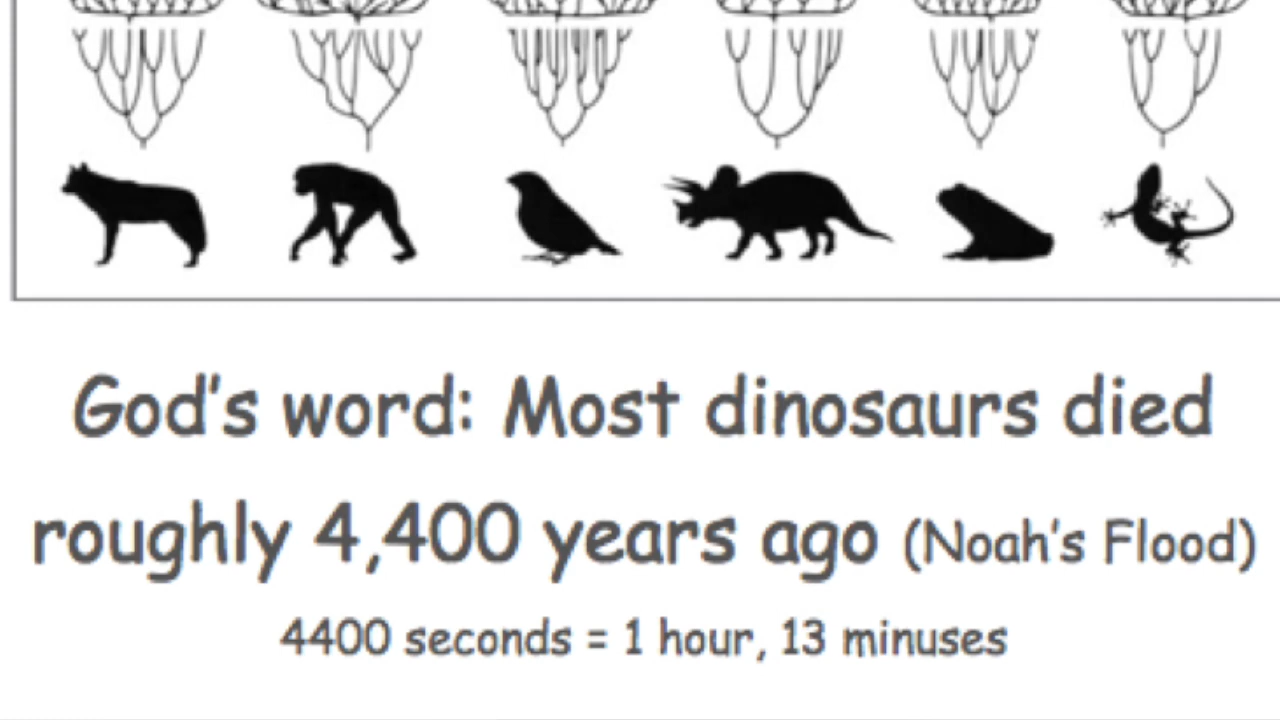 God's word: Most dinosaurs died
roughly 4,400 years ago (Noah's Flood)
4400 seconds = 1 hour, 13 minuses